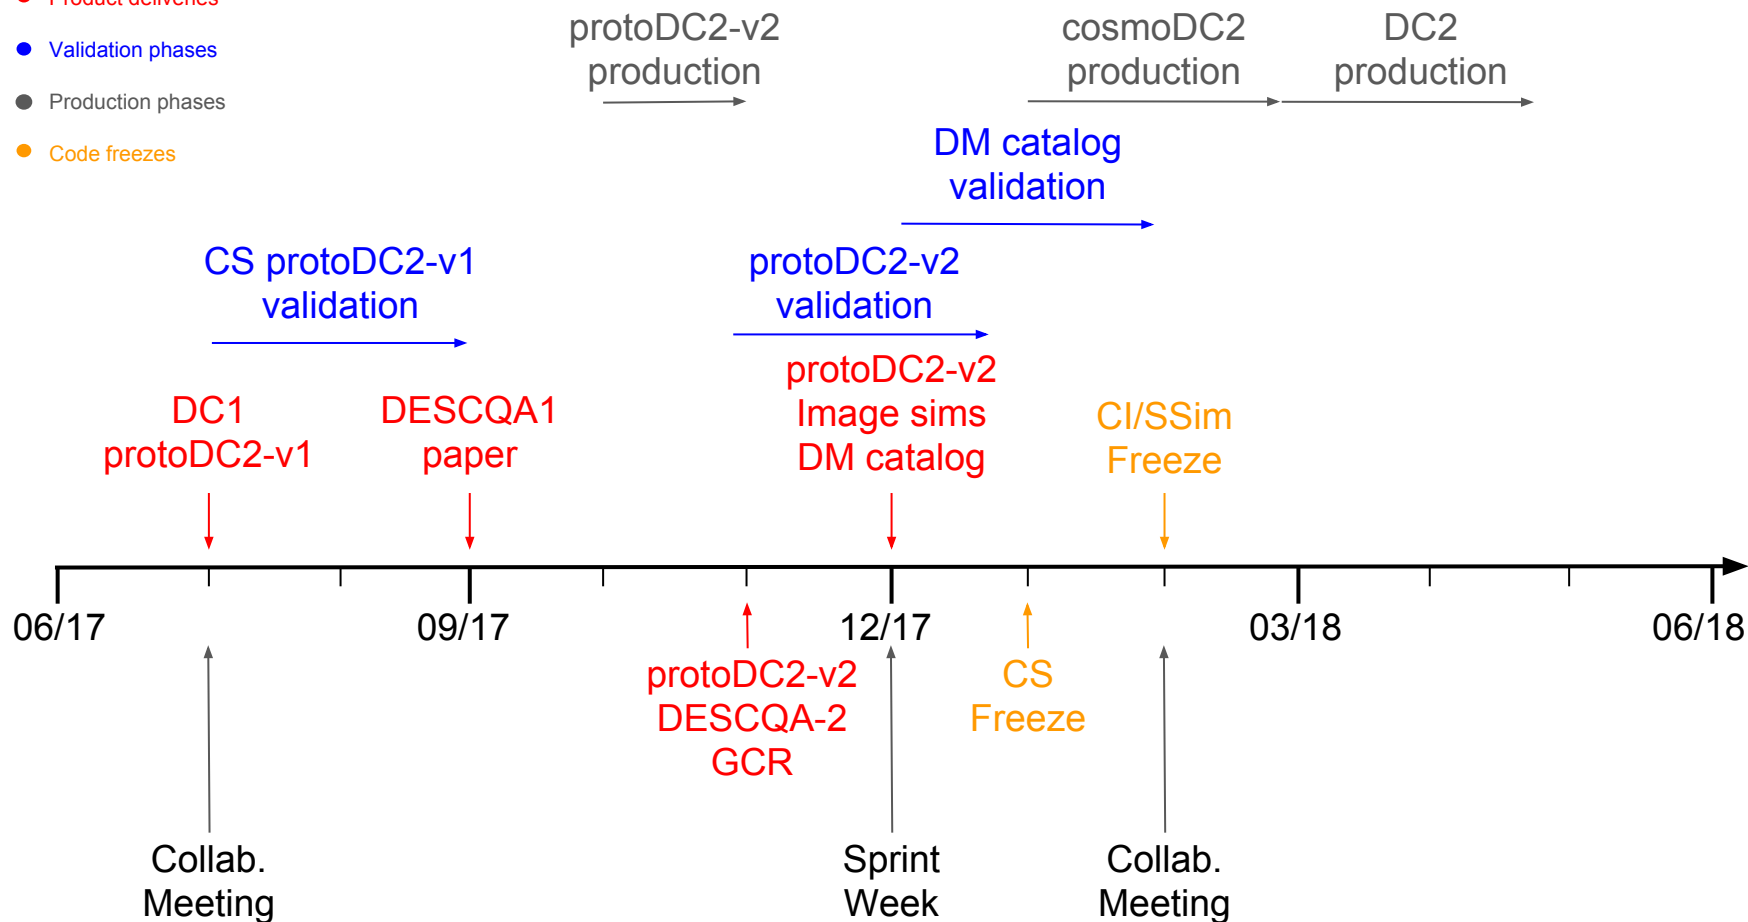 Product deliveries
Validation phases
Production phases
Code freezes
protoDC2-v2
production
cosmoDC2
production
DC2
production
DM catalog
validation
CS protoDC2-v1
validation
protoDC2-v2
validation
DC1
protoDC2-v1
DESCQA1
paper
protoDC2-v2
Image sims
DM catalog
CI/SSim
Freeze
06/17
09/17
12/17
03/18
06/18
protoDC2-v2
DESCQA-2
GCR
CS
Freeze
Collab.
Meeting
Sprint
Week
Collab.
Meeting